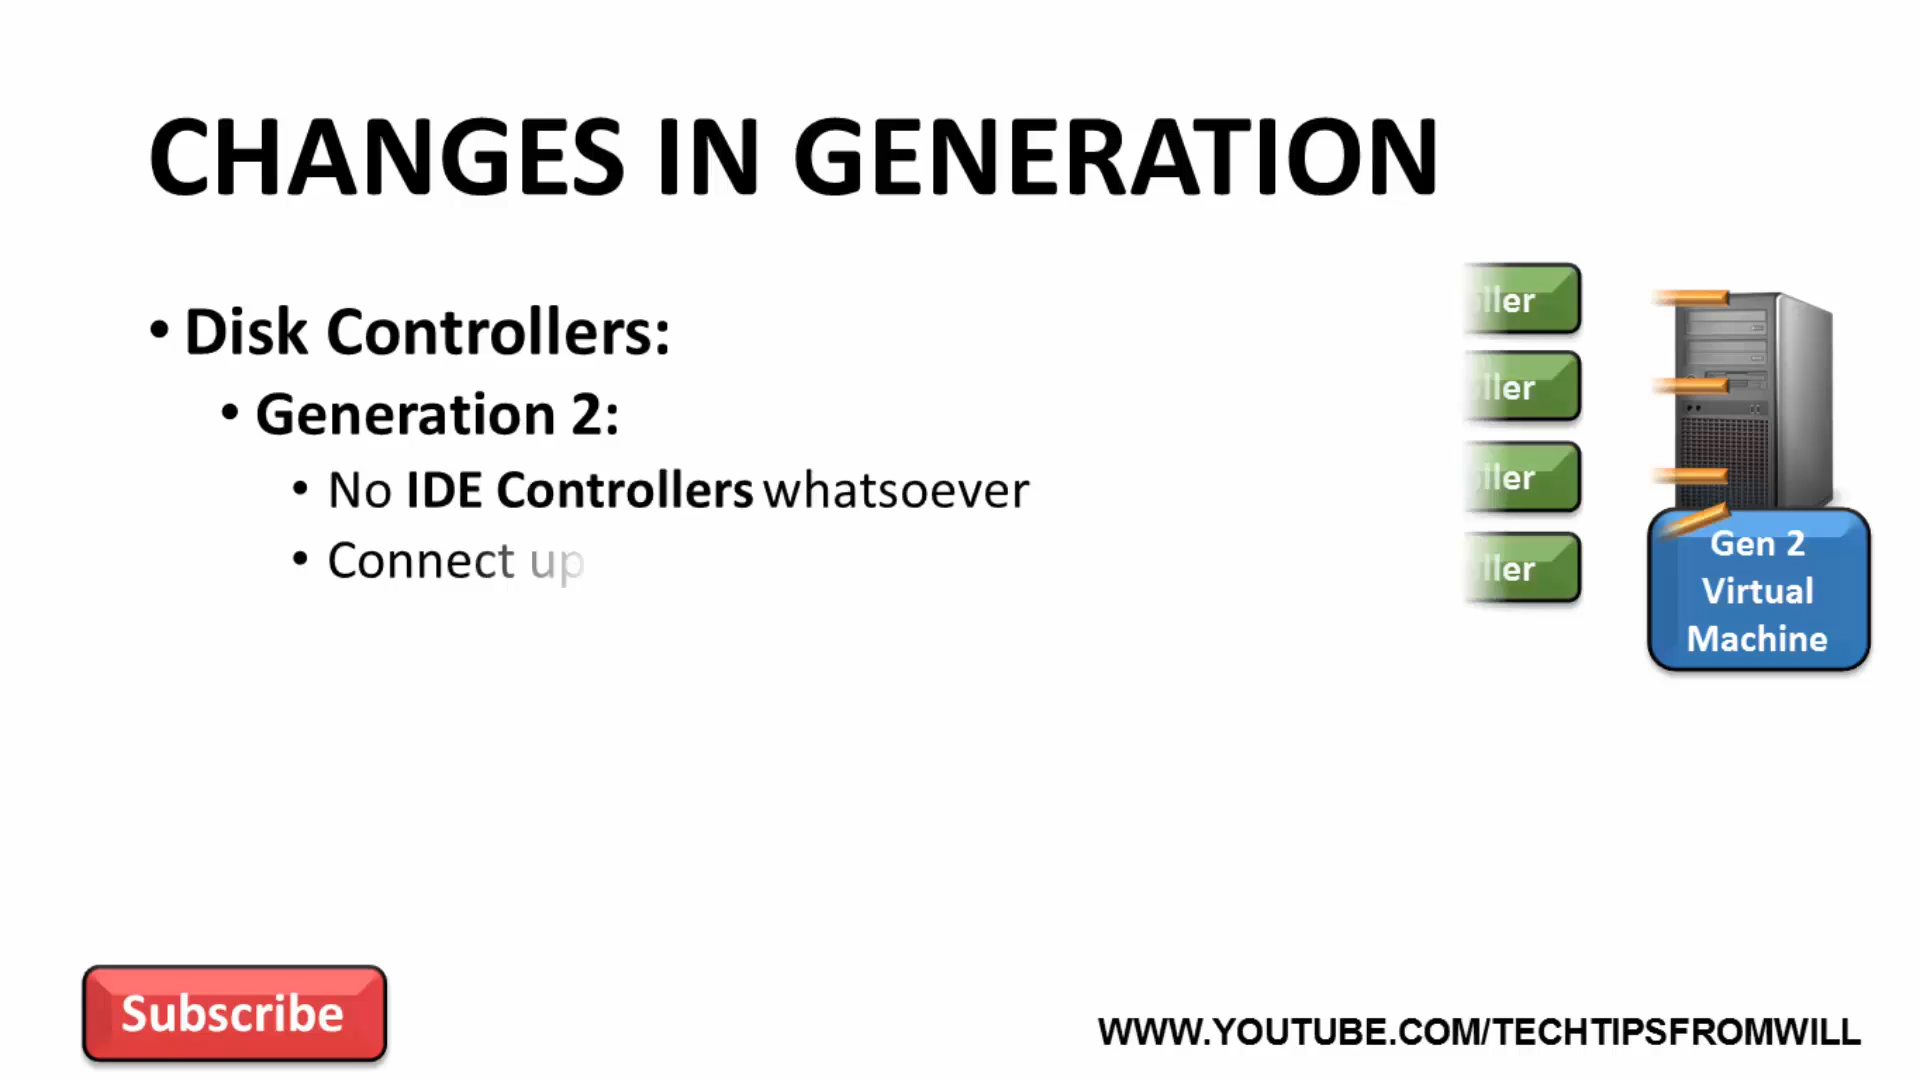 CHANGES IN GENERATION
• Disk Controllers:
• Generation 2:
• No IDE Controllers whatsoever
• Connect up
ller
ller
ller
ller
Gen 2
Virtual
Machine
Subscribe
WWW.YOUTUBE.COM/TECHTIPSFROMWILL